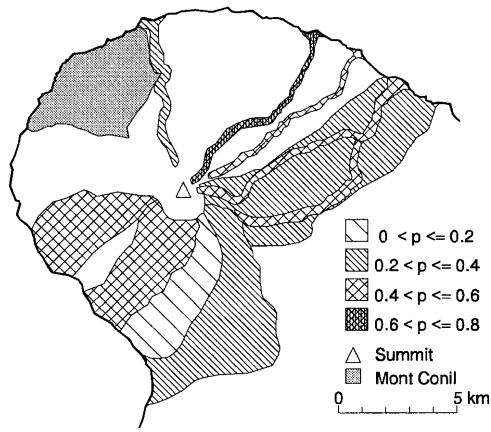 0 < p <= 0.2
0.2 < p <= 0.4
0.4 < p <= 0.6
0.6 < p <= 0.8
Summit
Mont Conil
0 5 km